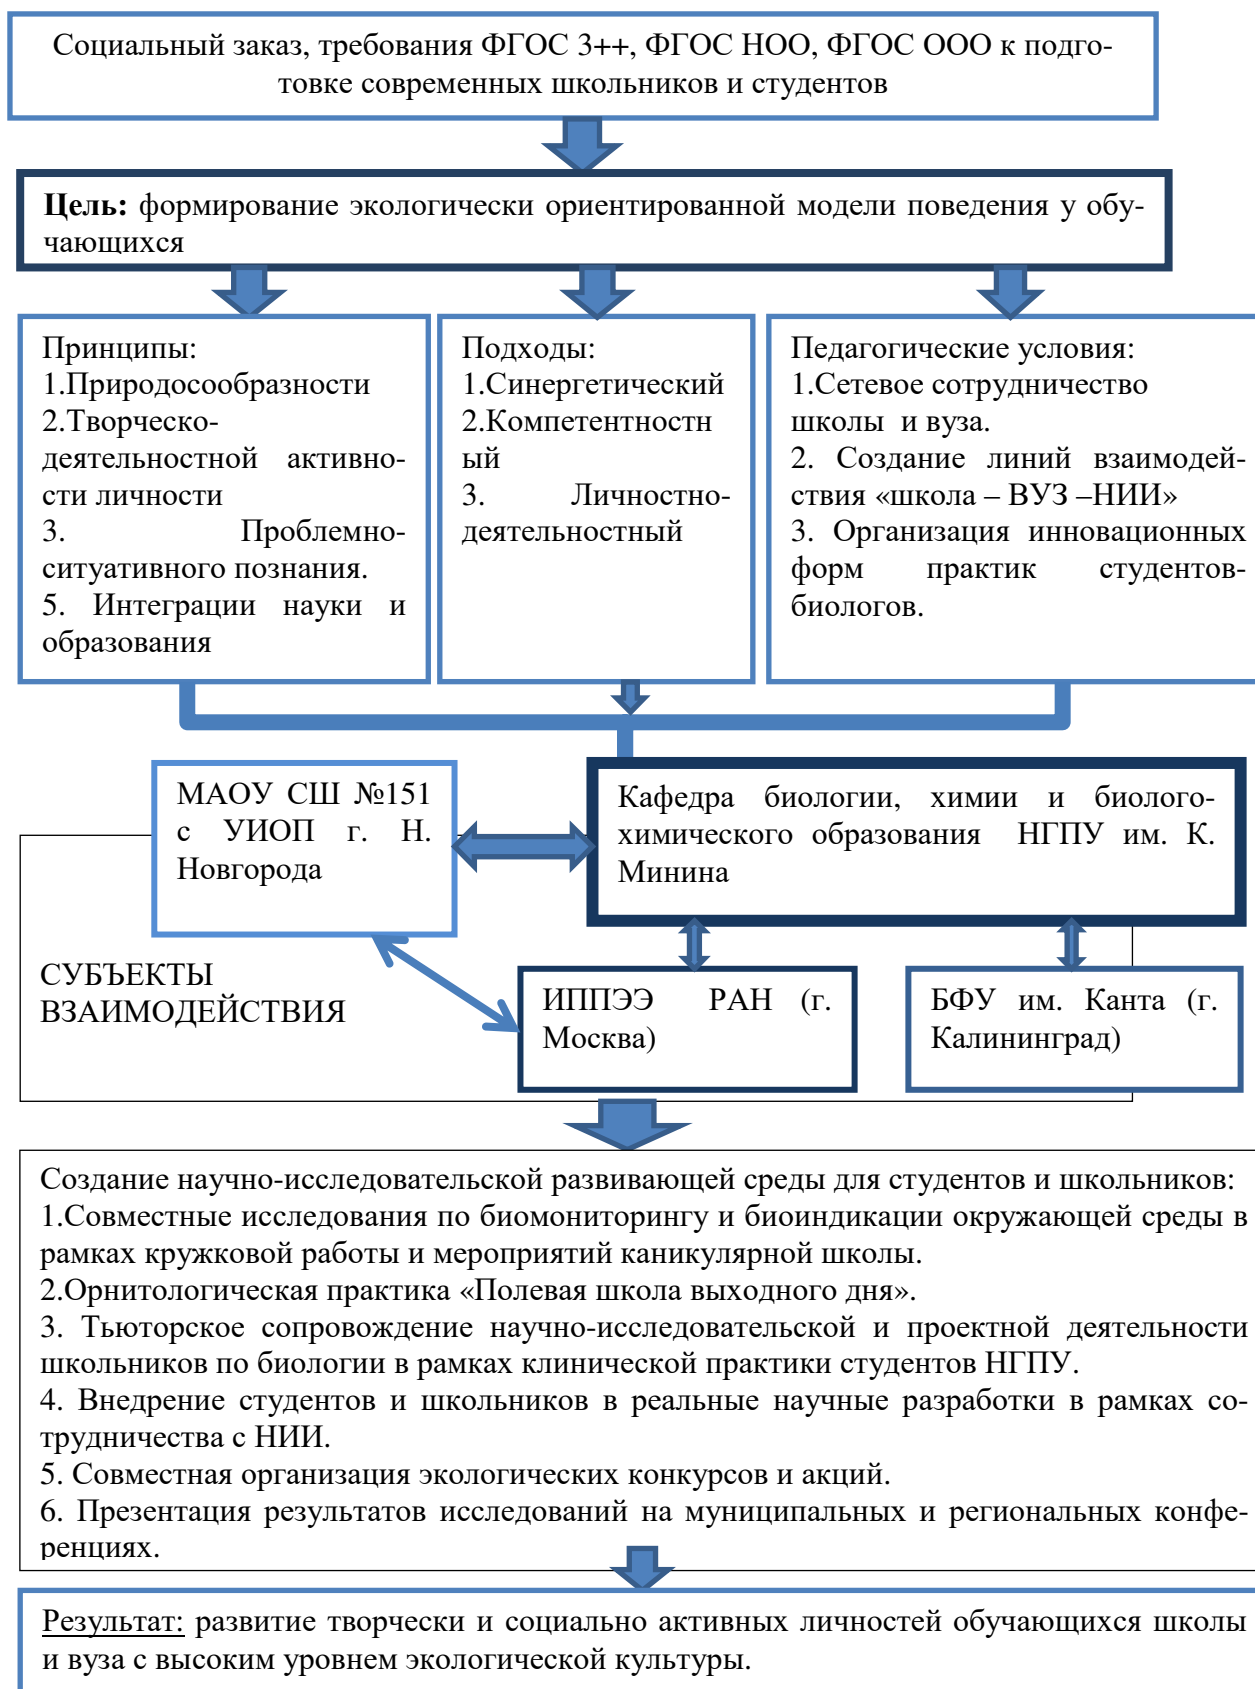 Социальный заказ, требования ФГОС 3++, ФГОС НОО, ФГОС ООО к подго-
товке современных школьников и студентов
Цель: формирование экологически ориентированной модели поведения у обу-
чающихся
Принципы:
1.Природосообразности
2.Творческо-
деятельностной активно-
сти личности
3. Проблемно-
ситуативного познания.
5. Интеграции науки и
образования
Подходы:
1.Синергетический
2.Компетентностн
ый
3. Личностно-
деятельностный
Педагогические условия:
1.Сетевое сотрудничество
школы и вуза.
2. Создание линий взаимодей-
ствия «школа – ВУЗ –НИИ»
3. Организация инновационных
форм практик студентов-
биологов.
МАОУ СШ №151
с УИОП г. Н.
Новгорода
Кафедра биологии, химии и биолого-
химического образования НГПУ им. К.
Минина
СУБЪЕКТЫ
ВЗАИМОДЕЙСТВИЯ
ИППЭЭ РАН (г.
Москва)
БФУ им. Канта (г.
Калининград)
Создание научно-исследовательской развивающей среды для студентов и школьников:
1.Совместные исследования по биомониторингу и биоиндикации окружающей среды в
рамках кружковой работы и мероприятий каникулярной школы.
2.Орнитологическая практика «Полевая школа выходного дня».
3. Тьюторское сопровождение научно-исследовательской и проектной деятельности
школьников по биологии в рамках клинической практики студентов НГПУ.
4. Внедрение студентов и школьников в реальные научные разработки в рамках со-
трудничества с НИИ.
5. Совместная организация экологических конкурсов и акций.
6. Презентация результатов исследований на муниципальных и региональных конфе-
ренциях.
Результат: развитие творчески и социально активных личностей обучающихся школы
и вуза с высоким уровнем экологической культуры.